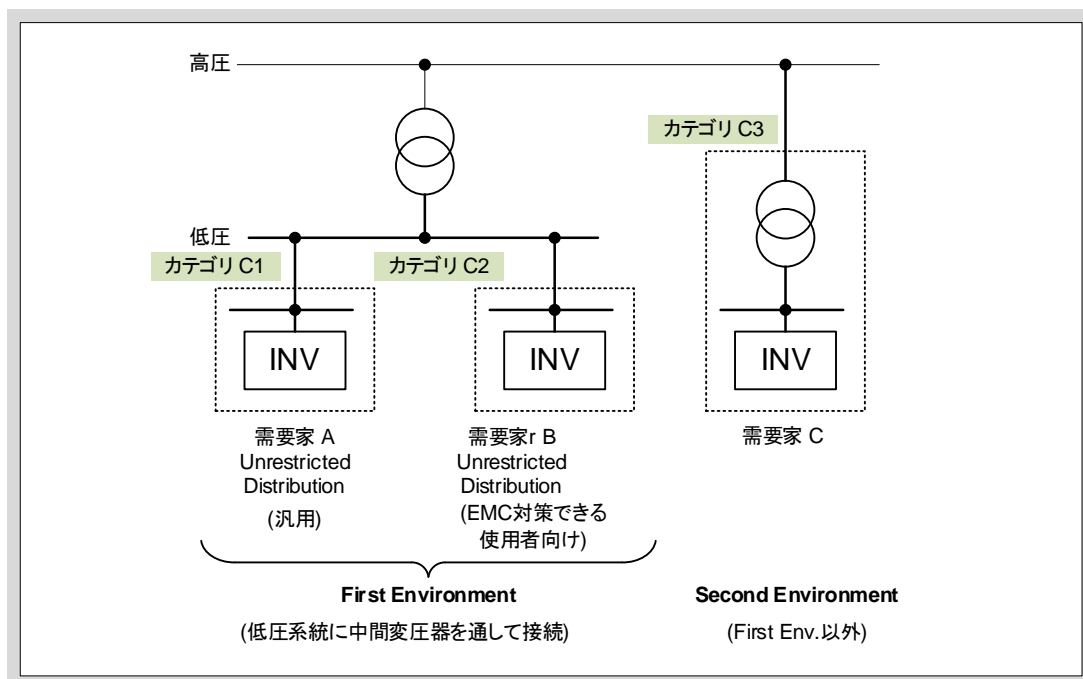 高圧
カテゴリ C3
低圧
カテゴリ C1
カテゴリ C2
INV
INV
INV
需要家 A
Unrestricted
Distribution
(汎用)
需要家r B
Unrestricted
Distribution
(EMC対策できる
使用者向け)
需要家 C
First Environment
(低圧系統に中間変圧器を通して接続)
Second Environment
(First Env.以外)